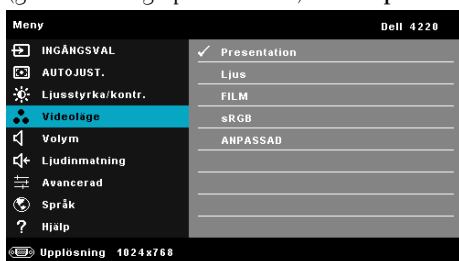 Meny Dell 4220
INGÅNGSVAL
AUTOJUST.
Ljusstyrka/kontr.
Videoläge
Volym
Ljudinmatning
Avancerad
Språk
Hjälp
Presentation
Ljus
FILM
sRGB
ANPASSAD
Upplösning 1024x768